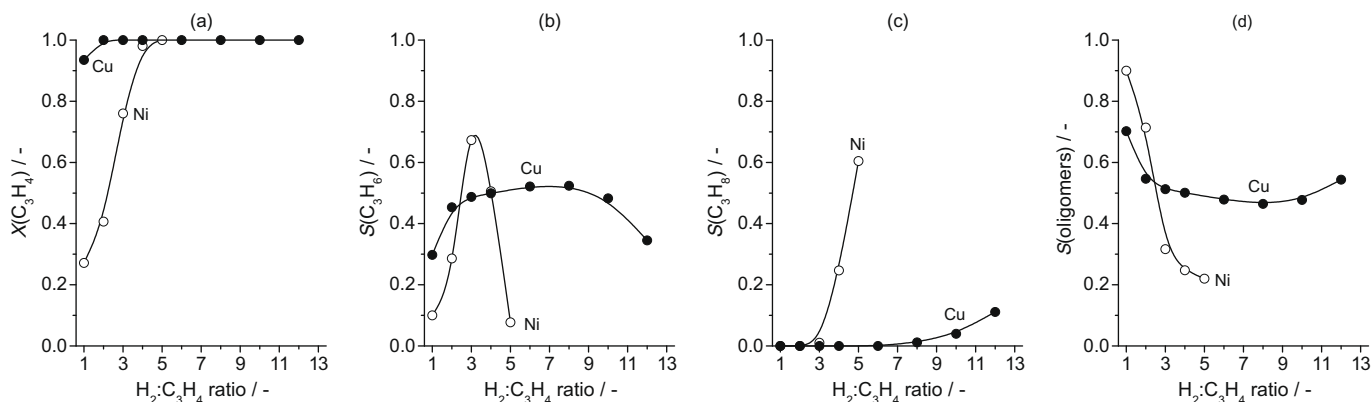 (a)
X(C₃H₄) / -
1.0
0.8
0.6
0.4
0.2
0.0
Cu
Ni
1 3 5 7 9 11 13
H₂:C₃H₄ ratio / -
(b)
S(C₃H₆) / -
1.0
0.8
0.6
0.4
0.2
0.0
Cu
Ni
1 3 5 7 9 11 13
H₂:C₃H₄ ratio / -
(c)
S(C₃H₈) / -
1.0
0.8
0.6
0.4
0.2
0.0
Ni
Cu
1 3 5 7 9 11 13
H₂:C₃H₄ ratio / -
(d)
S(oligomers) / -
1.0
0.8
0.6
0.4
0.2
0.0
Cu
Ni
1 3 5 7 9 11 13
H₂:C₃H₄ ratio / -